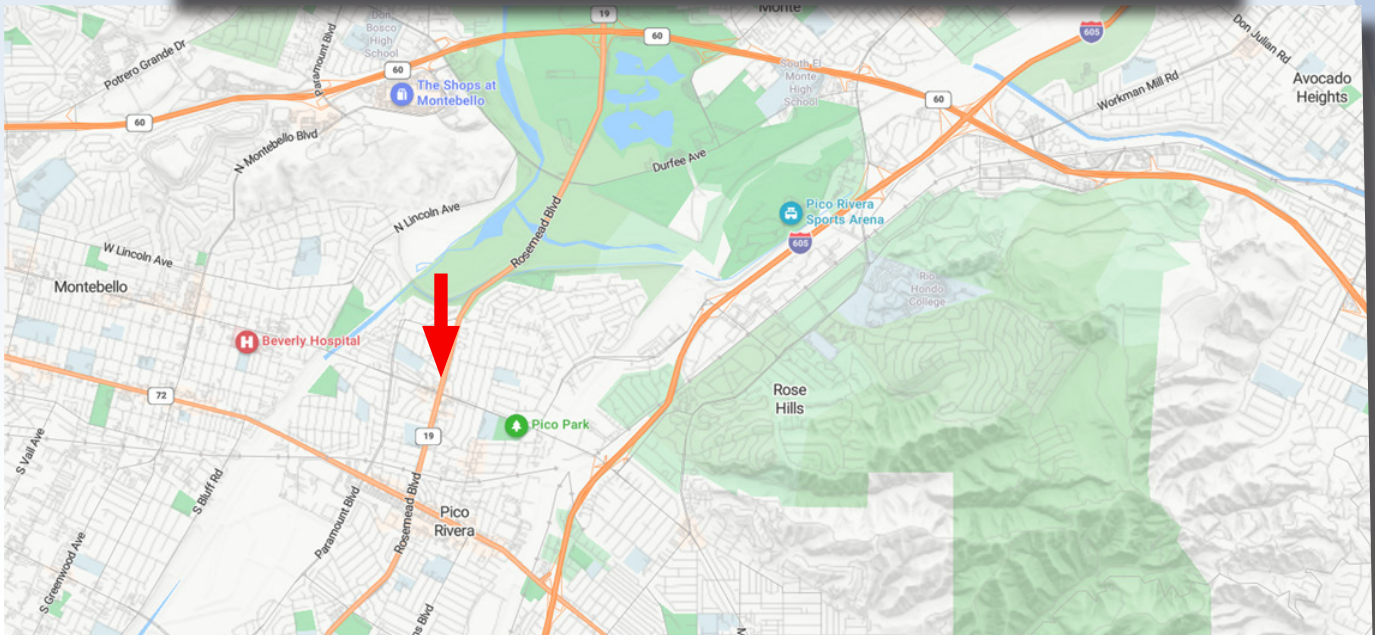 Monte
19
Don
Bosco
High
School
Paramount Blvd
60
605
Don Julian Rd
Potrero Grande Dr
60
The Shops at
Montebello
South El
Monte
High
School
60
Workman Mill Rd
Avocado
Heights
60
N Montebello Blvd
Durfee Ave
Pico Rivera
Sports Arena
N Lincoln Ave
Rosemead Blvd
605
W Lincoln Ave
Rio
Hondo
College
Montebello
H
Beverly Hospital
72
Rose
Hills
Pico Park
19
S Vail Ave
S Bluff Rd
Paramount Blvd
Rosemead Blvd
Pico
Rivera
S Greenwood Ave